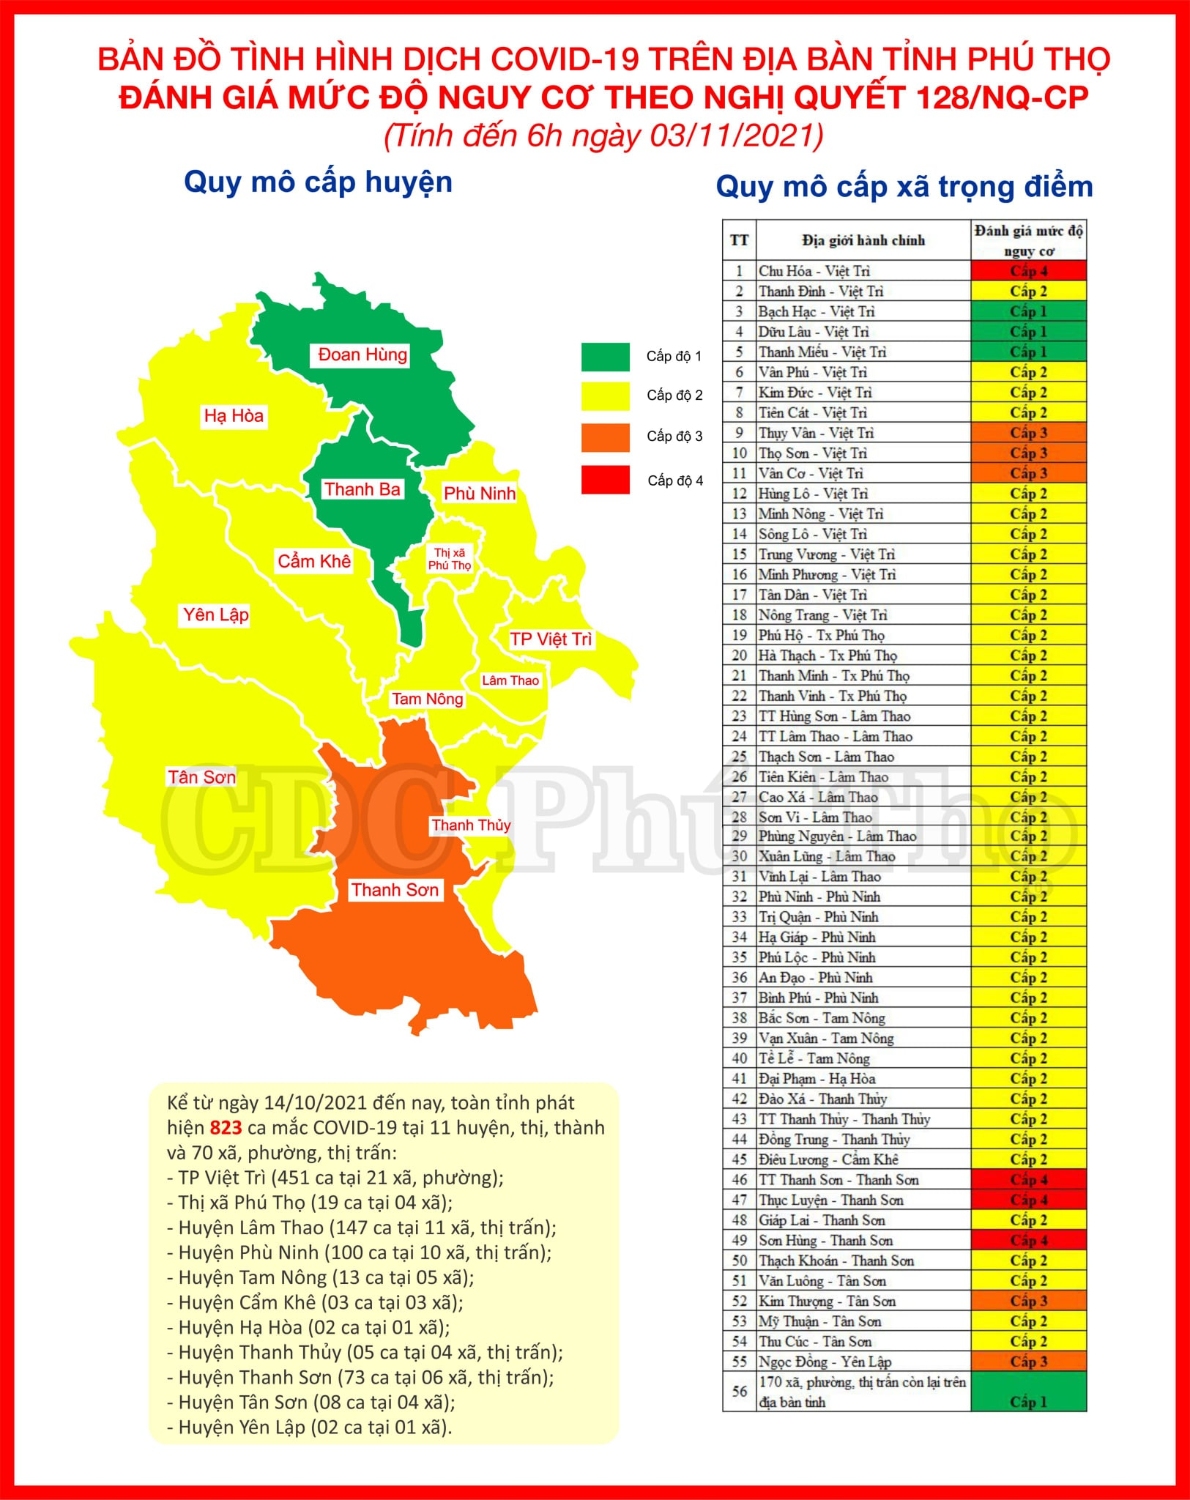 BẢN ĐỒ TÌNH HÌNH DỊCH COVID-19 TRÊN ĐỊA BÀN TỈNH PHÚ THỌ
ĐÁNH GIÁ MỨC ĐỘ NGUY CƠ THEO NGHỊ QUYẾT 128/NQ-CP
(Tính đến 6h ngày 03/11/2021)
Quy mô cấp huyện
Đoan Hùng
Hạ Hòa
Thanh Ba
Phù Ninh
Cẩm Khê
Thị xã
Phú Thọ
Yên Lập
TP Việt Trì
Lâm Thao
Tam Nông
Tân Sơn
Thanh Thủy
Thanh Sơn
Cấp độ 1
Cấp độ 2
Cấp độ 3
Cấp độ 4
CDC Phú Thọ
Kể từ ngày 14/10/2021 đến nay, toàn tỉnh phát
hiện 823 ca mắc COVID-19 tại 11 huyện, thị, thành
và 70 xã, phường, thị trấn:
- TP Việt Trì (451 ca tại 21 xã, phường);
- Thị xã Phú Thọ (19 ca tại 04 xã);
- Huyện Lâm Thao (147 ca tại 11 xã, thị trấn);
- Huyện Phù Ninh (100 ca tại 10 xã, thị trấn);
- Huyện Tam Nông (13 ca tại 05 xã);
- Huyện Cẩm Khê (03 ca tại 03 xã);
- Huyện Hạ Hòa (02 ca tại 01 xã);
- Huyện Thanh Thủy (05 ca tại 04 xã, thị trấn);
- Huyện Thanh Sơn (73 ca tại 06 xã, thị trấn);
- Huyện Tân Sơn (08 ca tại 04 xã);
- Huyện Yên Lập (02 ca tại 01 xã).
Quy mô cấp xã trọng điểm
TT Địa giới hành chính Đánh giá mức độ
nguy cơ
1 Chu Hóa - Việt Trì Cấp 4
2 Thanh Đình - Việt Trì Cấp 2
3 Bạch Hạc - Việt Trì Cấp 1
4 Dữu Lâu - Việt Trì Cấp 1
5 Thanh Miếu - Việt Trì Cấp 1
6 Vân Phú - Việt Trì Cấp 2
7 Kim Đức - Việt Trì Cấp 2
8 Tiên Cát - Việt Trì Cấp 2
9 Thụy Vân - Việt Trì Cấp 3
10 Thọ Sơn - Việt Trì Cấp 3
11 Vân Cơ - Việt Trì Cấp 3
12 Hùng Lô - Việt Trì Cấp 2
13 Minh Nông - Việt Trì Cấp 2
14 Sông Lô - Việt Trì Cấp 2
15 Trưng Vương - Việt Trì Cấp 2
16 Minh Phương - Việt Trì Cấp 2
17 Tân Dân - Việt Trì Cấp 2
18 Nông Trang - Việt Trì Cấp 2
19 Phú Hộ - Tx Phú Thọ Cấp 2
20 Hà Thạch - Tx Phú Thọ Cấp 2
21 Thanh Minh - Tx Phú Thọ Cấp 2
22 Thanh Vinh - Tx Phú Thọ Cấp 2
23 TT Hùng Sơn - Lâm Thao Cấp 2
24 TT Lâm Thao - Lâm Thao Cấp 2
25 Thạch Sơn - Lâm Thao Cấp 2
26 Tiên Kiên - Lâm Thao Cấp 2
27 Cao Xá - Lâm Thao Cấp 2
28 Sơn Vi - Lâm Thao Cấp 2
29 Phùng Nguyên - Lâm Thao Cấp 2
30 Xuân Lũng - Lâm Thao Cấp 2
31 Vĩnh Lại - Lâm Thao Cấp 2
32 Phù Ninh - Phù Ninh Cấp 2
33 Trị Quận - Phù Ninh Cấp 2
34 Hạ Giáp - Phù Ninh Cấp 2
35 Phú Lộc - Phù Ninh Cấp 2
36 An Đạo - Phù Ninh Cấp 2
37 Bình Phú - Phù Ninh Cấp 2
38 Bắc Sơn - Tam Nông Cấp 2
39 Vạn Xuân - Tam Nông Cấp 2
40 Tề Lễ - Tam Nông Cấp 2
41 Đại Phạm - Hạ Hòa Cấp 2
42 Đào Xá - Thanh Thủy Cấp 2
43 TT Thanh Thủy - Thanh Thủy Cấp 2
44 Đồng Trung - Thanh Thủy Cấp 2
45 Điêu Lương - Cẩm Khê Cấp 2
46 TT Thanh Sơn - Thanh Sơn Cấp 4
47 Thục Luyện - Thanh Sơn Cấp 4
48 Giáp Lai - Thanh Sơn Cấp 2
49 Sơn Hùng - Thanh Sơn Cấp 4
50 Thạch Khoán - Thanh Sơn Cấp 2
51 Văn Luông - Tân Sơn Cấp 2
52 Kim Thượng - Tân Sơn Cấp 3
53 Mỹ Thuận - Tân Sơn Cấp 2
54 Thu Cúc - Tân Sơn Cấp 2
55 Ngọc Đồng - Yên Lập Cấp 3
56 170 xã, phường, thị trấn còn lại trên
địa bàn tỉnh Cấp 1